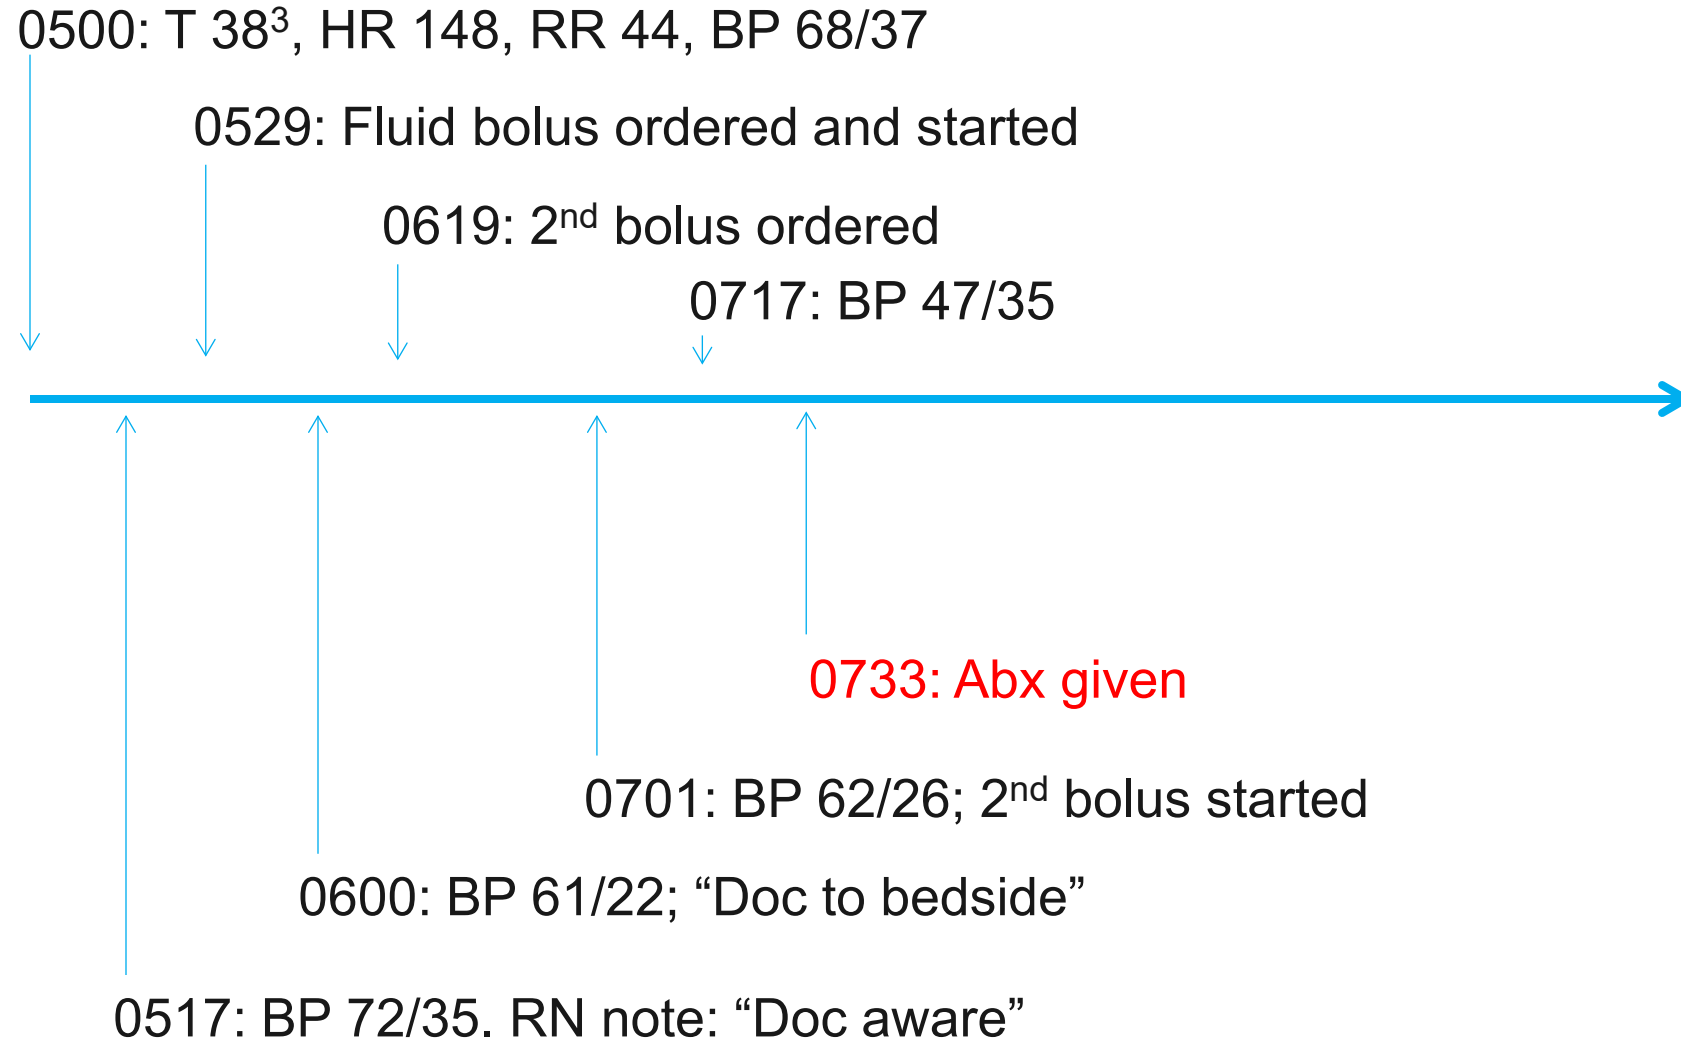 0500: T 38³, HR 148, RR 44, BP 68/37
0529: Fluid bolus ordered and started
0619: 2nd bolus ordered
0717: BP 47/35
0733: Abx given
0701: BP 62/26; 2nd bolus started
0600: BP 61/22; “Doc to bedside”
0517: BP 72/35. RN note: “Doc aware”